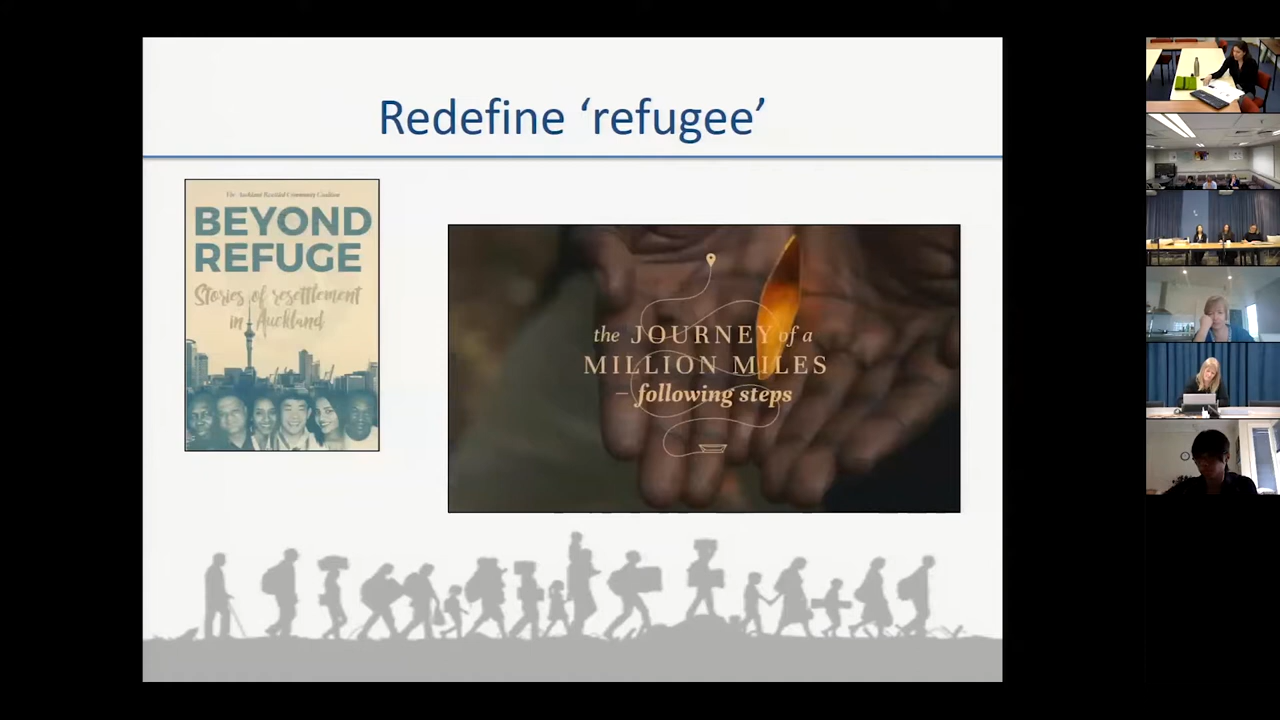 Redefine ‘refugee’
The Auckland Resettled Community Coalition
BEYOND
REFUGE
Stories of resettlement
in Auckland
the JOURNEY of a
MILLION MILES
– following steps